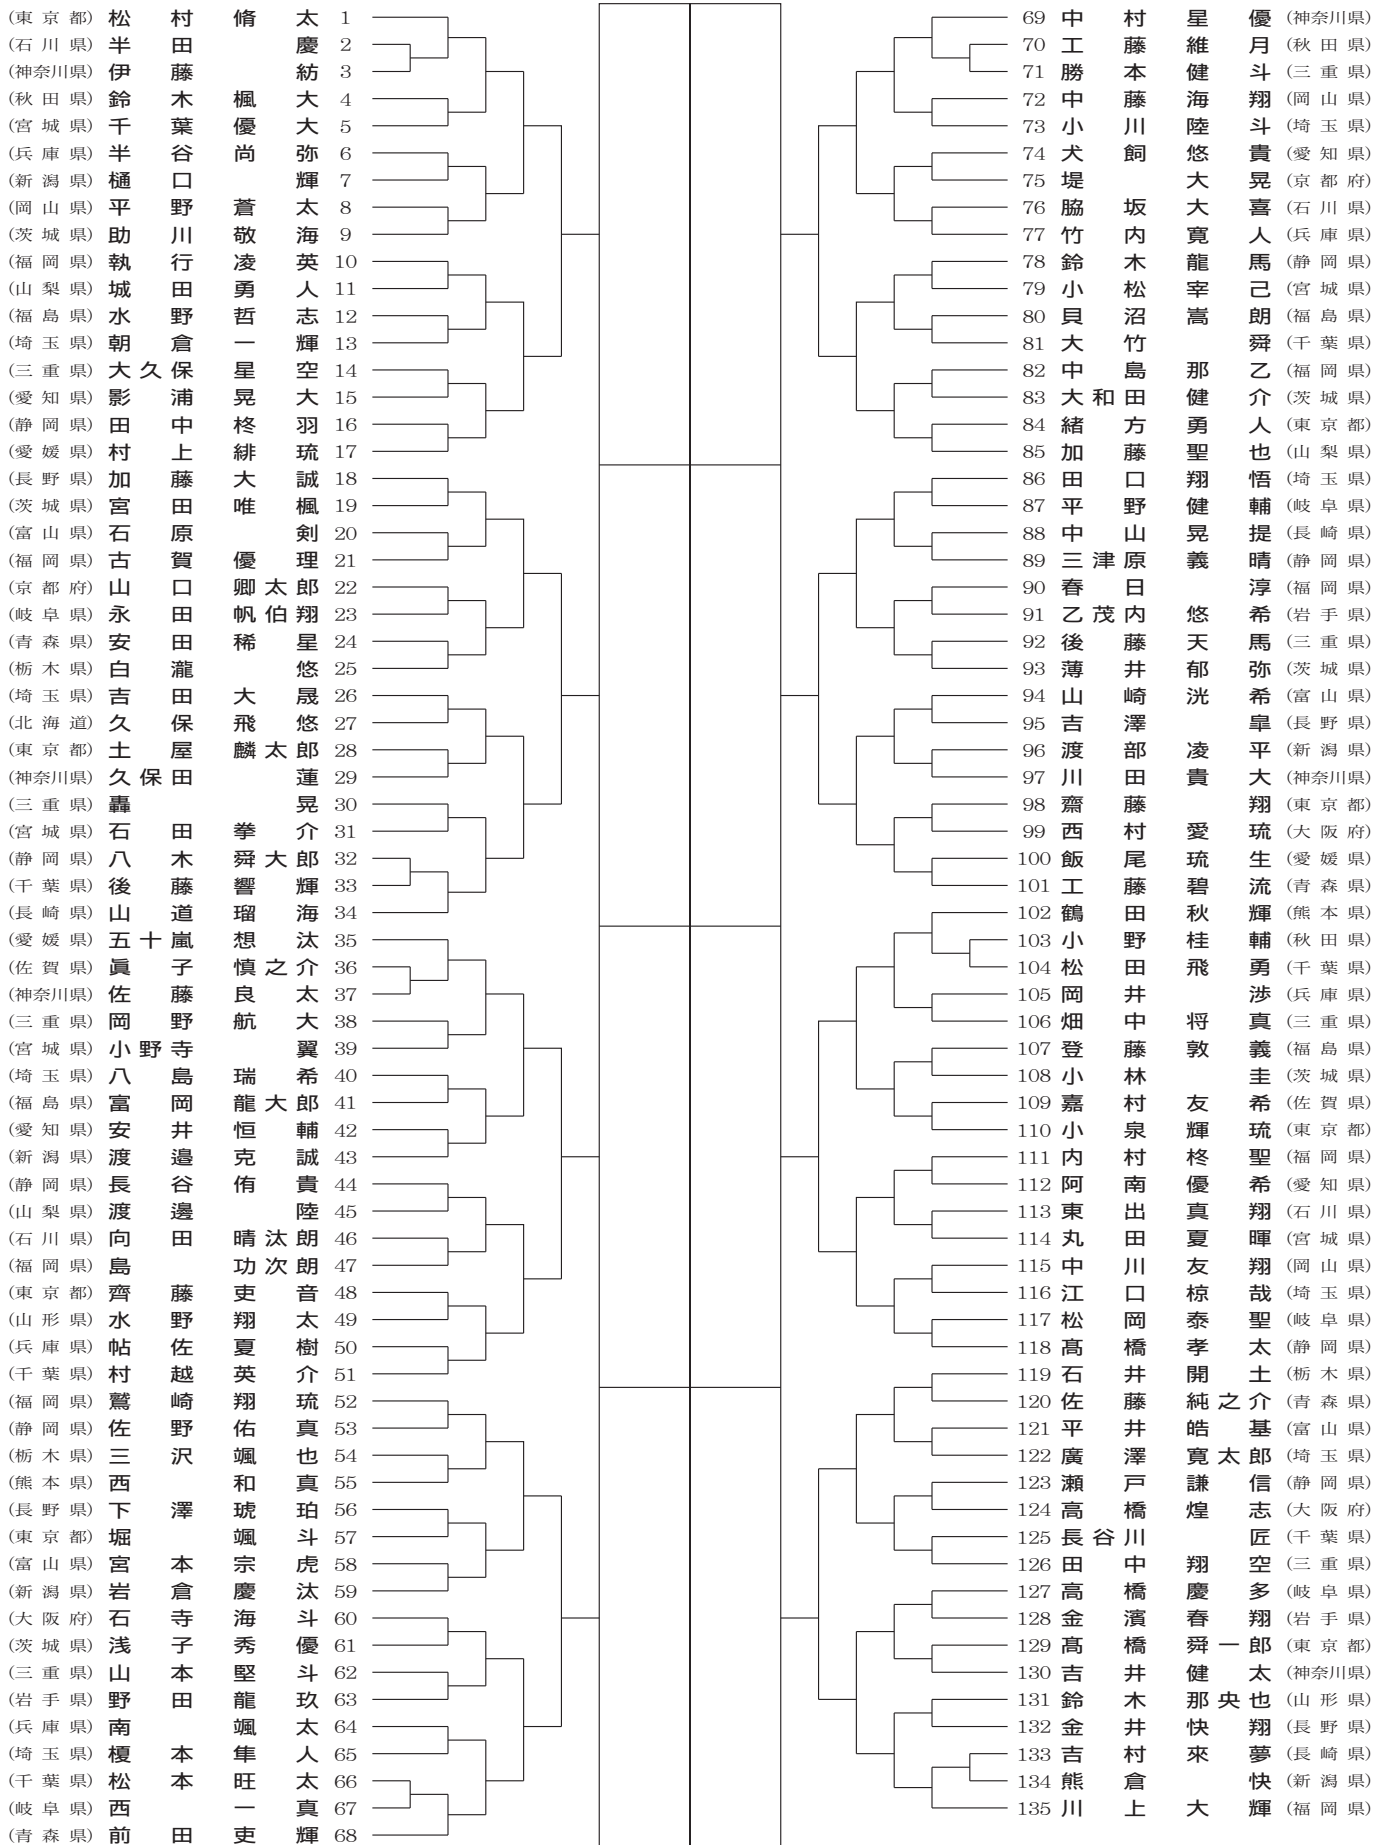 (東京都) 松村脩太 1
(石川県) 半田慶 2
(神奈川県) 伊藤紡 3
(秋田県) 鈴木楓大 4
(宮城県) 千葉優大 5
(兵庫県) 半谷尚弥 6
(新潟県) 樋口輝 7
(岡山県) 平野蒼太 8
(茨城県) 助川敬海 9
(福岡県) 執行凌英 10
(山梨県) 城田勇人 11
(福島県) 水野哲志 12
(埼玉県) 朝倉一輝 13
(三重県) 大久保星空 14
(愛知県) 影浦晃大 15
(静岡県) 田中柊羽 16
(愛媛県) 村上緋琉 17
(長野県) 加藤大誠 18
(茨城県) 宮田唯楓 19
(富山県) 石原剣 20
(福岡県) 古賀優理 21
(京都府) 山口卿太郎 22
(岐阜県) 永田帆伯翔 23
(青森県) 安田稀星 24
(栃木県) 白瀧悠 25
(埼玉県) 吉田大晟 26
(北海道) 久保飛悠 27
(東京都) 土屋麟太郎 28
(神奈川県) 久保田蓮 29
(三重県) 轟晃 30
(宮城県) 石田拳介 31
(静岡県) 八木舜大郎 32
(千葉県) 後藤響輝 33
(長崎県) 山道瑠海 34
(愛媛県) 五十嵐想汰 35
(佐賀県) 眞子慎之介 36
(神奈川県) 佐藤良太 37
(三重県) 岡野航大 38
(宮城県) 小野寺翼 39
(埼玉県) 八島瑞希 40
(福島県) 富岡龍大郎 41
(愛知県) 安井恒輔 42
(新潟県) 渡邉克誠 43
(静岡県) 長谷侑貴 44
(山梨県) 渡邊陸 45
(石川県) 向田晴汰朗 46
(福岡県) 島功次朗 47
(東京都) 齊藤吏音 48
(山形県) 水野翔太 49
(兵庫県) 帖佐夏樹 50
(千葉県) 村越英介 51
(福岡県) 鷲崎翔琉 52
(静岡県) 佐野佑真 53
(栃木県) 三沢颯也 54
(熊本県) 西和真 55
(長野県) 下澤琥珀 56
(東京都) 堀颯斗 57
(富山県) 宮本宗虎 58
(新潟県) 岩倉慶汰 59
(大阪府) 石寺海斗 60
(茨城県) 浅子秀優 61
(三重県) 山本堅斗 62
(岩手県) 野田龍玖 63
(兵庫県) 南颯太 64
(埼玉県) 榎本隼人 65
(千葉県) 松本旺太 66
(岐阜県) 西一真 67
(青森県) 前田吏輝 68
69 中村星優 (神奈川県)
70 工藤維月 (秋田県)
71 勝本健斗 (三重県)
72 中藤海翔 (岡山県)
73 小川陸斗 (埼玉県)
74 犬飼悠貴 (愛知県)
75 堤大晃 (京都府)
76 脇坂大喜 (石川県)
77 竹内寛人 (兵庫県)
78 鈴木龍馬 (静岡県)
79 小松宰己 (宮城県)
80 貝沼嵩朗 (福島県)
81 大竹舜 (千葉県)
82 中島那乙 (福岡県)
83 大和田健介 (茨城県)
84 緒方勇人 (東京都)
85 加藤聖也 (山梨県)
86 田口翔悟 (埼玉県)
87 平野健輔 (岐阜県)
88 中山晃提 (長崎県)
89 三津原義晴 (静岡県)
90 春日淳 (福岡県)
91 乙茂内悠希 (岩手県)
92 後藤天馬 (三重県)
93 薄井郁弥 (茨城県)
94 山崎洸希 (富山県)
95 吉澤皐 (長野県)
96 渡部凌平 (新潟県)
97 川田貴大 (神奈川県)
98 齋藤翔 (東京都)
99 西村愛琉 (大阪府)
100 飯尾琉生 (愛媛県)
101 工藤碧流 (青森県)
102 鶴田秋輝 (熊本県)
103 小野桂輔 (秋田県)
104 松田飛勇 (千葉県)
105 岡井渉 (兵庫県)
106 畑中将真 (三重県)
107 登藤敦義 (福島県)
108 小林圭 (茨城県)
109 嘉村友希 (佐賀県)
110 小泉輝琉 (東京都)
111 内村柊聖 (福岡県)
112 阿南優希 (愛知県)
113 東出真翔 (石川県)
114 丸田夏暉 (宮城県)
115 中川友翔 (岡山県)
116 江口椋哉 (埼玉県)
117 松岡泰聖 (岐阜県)
118 髙橋孝太 (静岡県)
119 石井開土 (栃木県)
120 佐藤純之介 (青森県)
121 平井皓基 (富山県)
122 廣澤寛太郎 (埼玉県)
123 瀬戸謙信 (静岡県)
124 高橋煌志 (大阪府)
125 長谷川匠 (千葉県)
126 田中翔空 (三重県)
127 高橋慶多 (岐阜県)
128 金濱春翔 (岩手県)
129 髙橋舜一郎 (東京都)
130 吉井健太 (神奈川県)
131 鈴木那央也 (山形県)
132 金井快翔 (長野県)
133 吉村來夢 (長崎県)
134 熊倉快 (新潟県)
135 川上大輝 (福岡県)